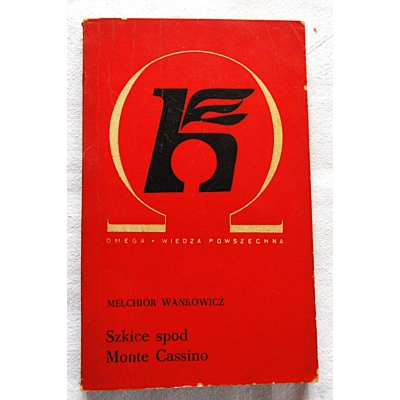 OMEGA • WIEDZA POWSZECHNA
MELCHIOR WAŃKOWICZ
Szkice spod
Monte Cassino